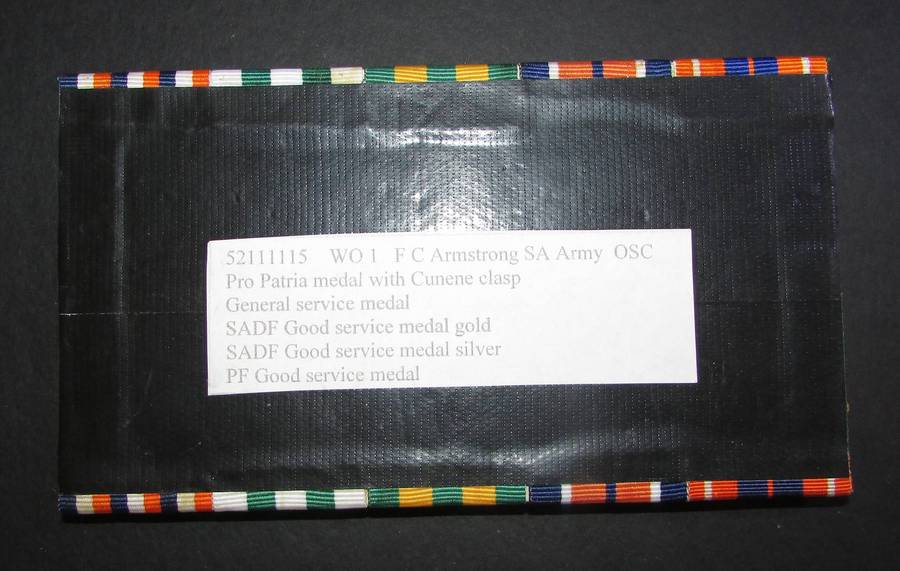 52111115 WO 1 F C Armstrong SA Army OSC
Pro Patria medal with Cunene clasp
General service medal
SADF Good service medal gold
SADF Good service medal silver
PF Good service medal